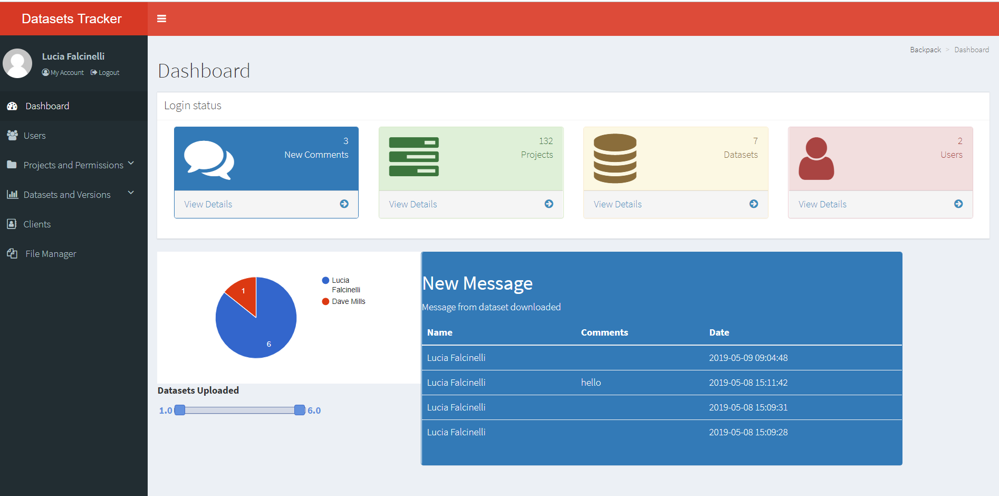 Datasets Tracker
Lucia Falcinelli
My Account Logout
Dashboard
Users
Projects and Permissions
Datasets and Versions
Clients
File Manager
Backpack > Dashboard
Dashboard
Login status
3
New Comments
View Details
132
Projects
View Details
7
Datasets
View Details
2
Users
View Details
1
6
Lucia
Falcinelli
Dave Mills
Datasets Uploaded
1.0 6.0
New Message
Message from dataset downloaded
Name Comments Date
Lucia Falcinelli 2019-05-09 09:04:48
Lucia Falcinelli hello 2019-05-08 15:11:42
Lucia Falcinelli 2019-05-08 15:09:31
Lucia Falcinelli 2019-05-08 15:09:28